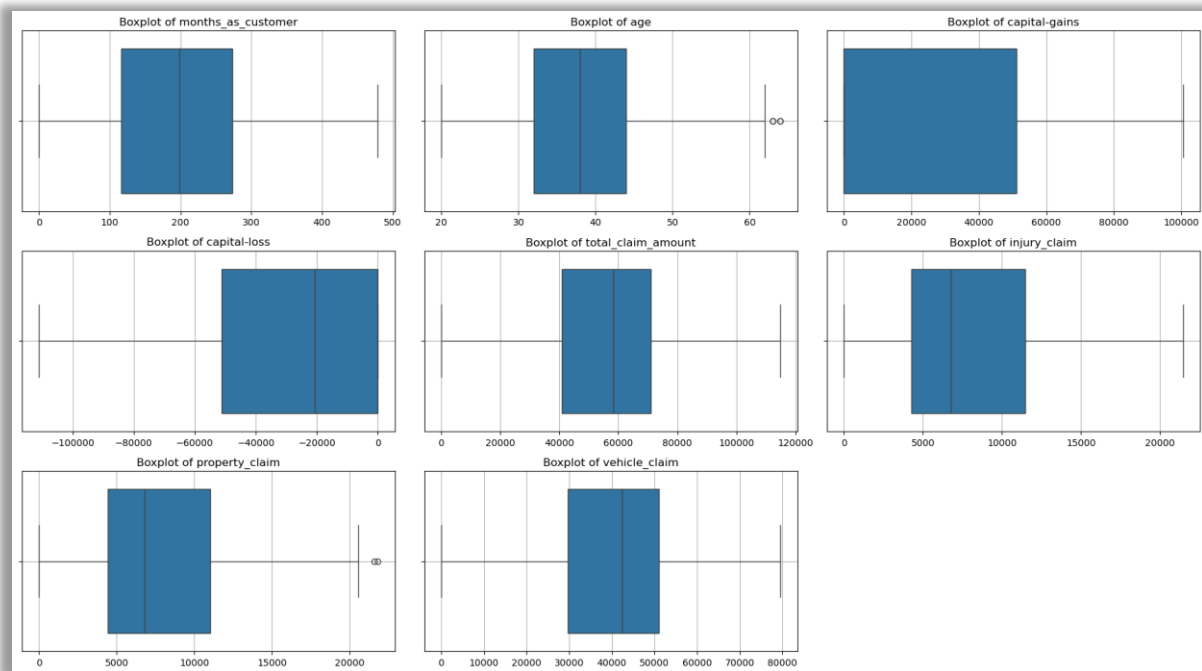 Boxplot of months_as_customer
0 100 200 300 400 500
Boxplot of age
20 30 40 50 60
Boxplot of capital-gains
0 20000 40000 60000 80000 100000
Boxplot of capital-loss
−100000 −80000 −60000 −40000 −20000 0
Boxplot of total_claim_amount
0 20000 40000 60000 80000 100000 120000
Boxplot of injury_claim
0 5000 10000 15000 20000
Boxplot of property_claim
0 5000 10000 15000 20000
Boxplot of vehicle_claim
0 10000 20000 30000 40000 50000 60000 70000 80000